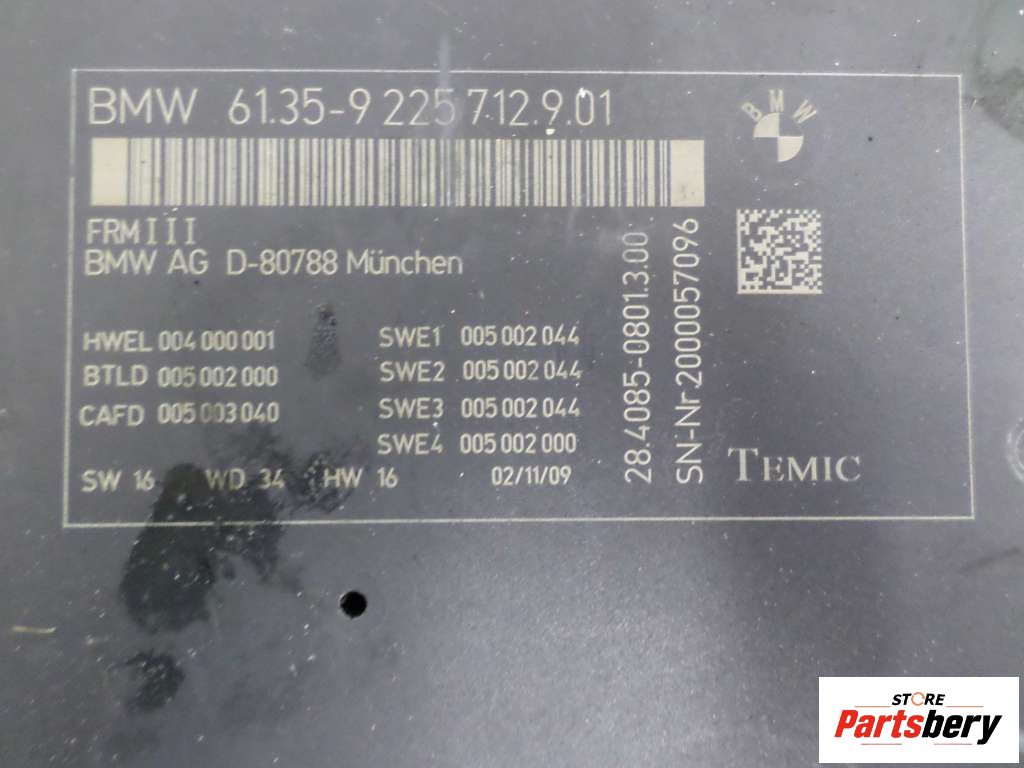 BMW 61.35-9 225 712.9.01
BMW
FRM III
BMW AG D-80788 München
HWEL 004 000 001
BTLD 005 002 000
CAFD 005 003 040
SWE1 005 002 044
SWE2 005 002 044
SWE3 005 002 044
SWE4 005 002 000
SW 16 WD 34 HW 16 02/11/09
28.4085-08013.00
SN-Nr.2000057096
TEMIC
STORE
Partsbery